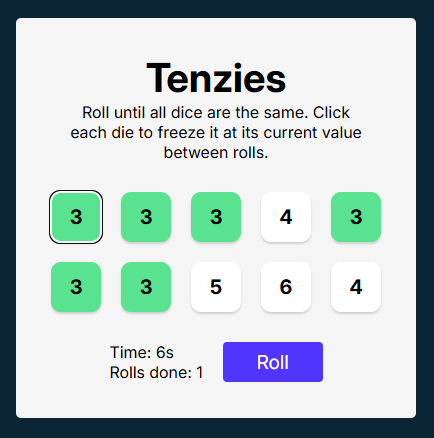 Tenzies
Roll until all dice are the same. Click
each die to freeze it at its current value
between rolls.
3 3 3 4 3
3 3 5 6 4
Time: 6s
Rolls done: 1
Roll